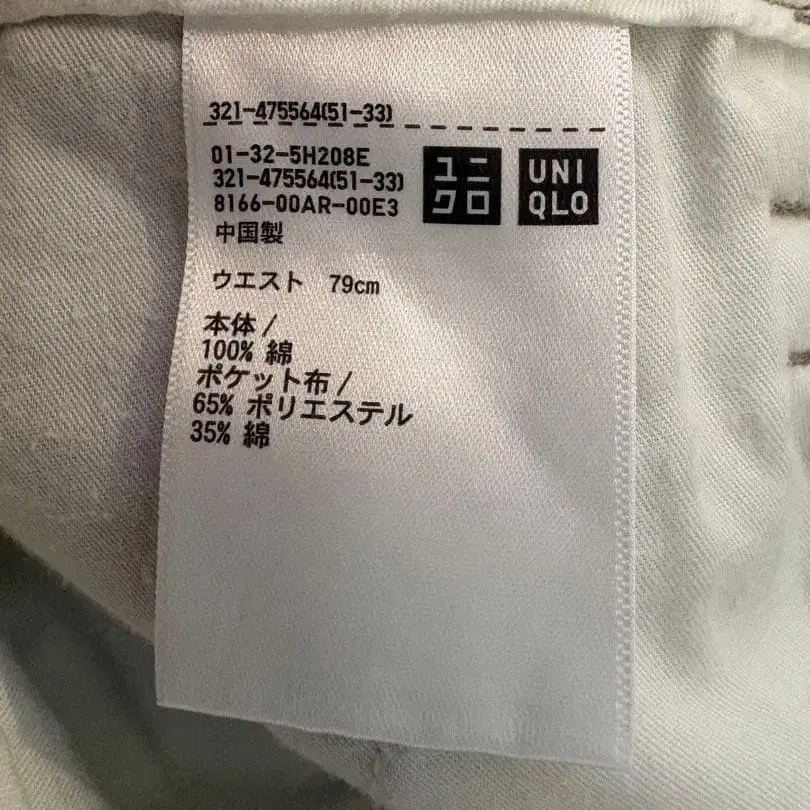 321-475564(51-33)
01-32-5H208E
321-475564(51-33)
8166-00AR-00E3
中国製
ユニ
クロ
UNI
QLO
ウエスト 79cm
本体/
100% 綿
ポケット布/
65% ポリエステル
35% 綿